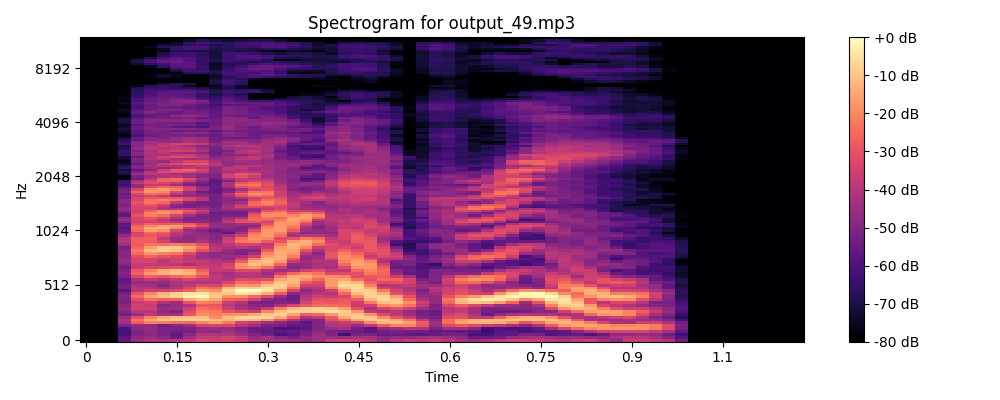 Spectrogram for output_49.mp3
+0 dB
8192
-10 dB
-20 dB
4096
-30 dB
2048
-40 dB
Hz
1024
-50 dB
-60 dB
512
-70 dB
0
-80 dB
0 0.15 0.3 0.45 0.6 0.75 0.9 1.1
Time